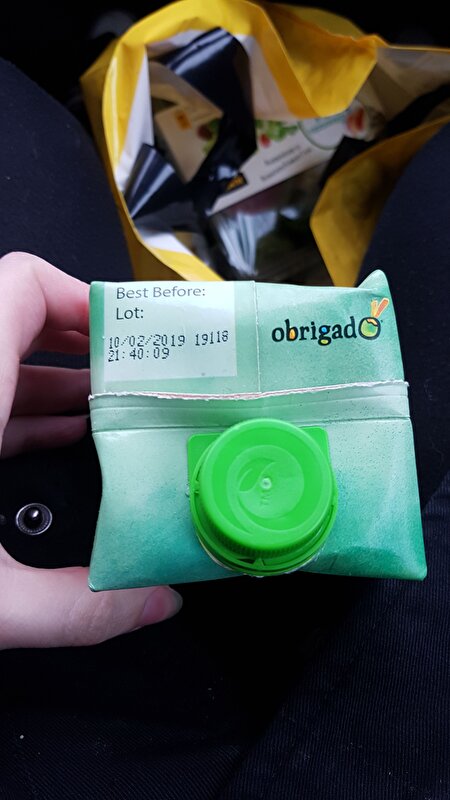 Best Before:
Lot:
10/02/2019 19118
21:40:09
obrigado